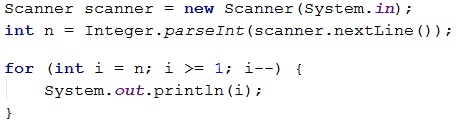 Scanner scanner = new Scanner(System.in);
int n = Integer.parseInt(scanner.nextLine());
for (int i = n; i >= 1; i--) {
    System.out.println(i);
}